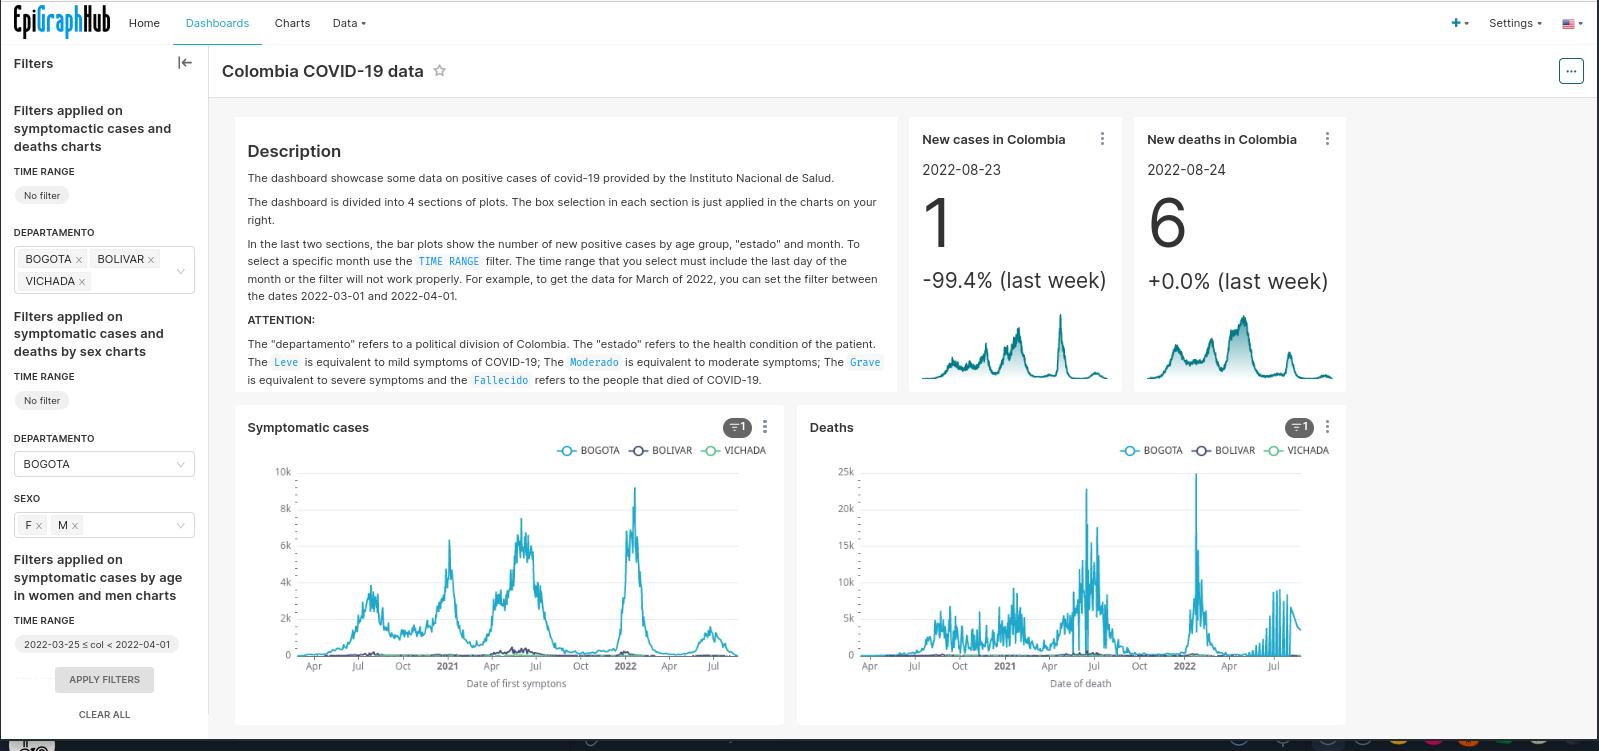 EpiGraphHub
Home
Dashboards
Charts
Data
Settings
Filters
Filters applied on
symptomactic cases and
deaths charts
TIME RANGE
No filter
DEPARTAMENTO
BOGOTA × BOLIVAR ×
VICHADA ×
Filters applied on
symptomatic cases and
deaths by sex charts
TIME RANGE
No filter
DEPARTAMENTO
BOGOTA
SEXO
F × M ×
Filters applied on
symptomatic cases by age
in women and men charts
TIME RANGE
2022-03-25 ≤ col < 2022-04-01
APPLY FILTERS
CLEAR ALL
Colombia COVID-19 data
Description
The dashboard showcase some data on positive cases of covid-19 provided by the Instituto Nacional de Salud.
The dashboard is divided into 4 sections of plots. The box selection in each section is just applied in the charts on your
right.
In the last two sections, the bar plots show the number of new positive cases by age group, "estado" and month. To
select a specific month use the TIME RANGE filter. The time range that you select must include the last day of the
month or the filter will not work properly. For example, to get the data for March of 2022, you can set the filter between
the dates 2022-03-01 and 2022-04-01.
ATTENTION:
The "departamento" refers to a political division of Colombia. The "estado" refers to the health condition of the patient.
The Leve is equivalent to mild symptoms of COVID-19; The Moderado is equivalent to moderate symptoms; The Grave
is equivalent to severe symptoms and the Fallecido refers to the people that died of COVID-19.
New cases in Colombia
2022-08-23
1
-99.4% (last week)
New deaths in Colombia
2022-08-24
6
+0.0% (last week)
Symptomatic cases
1
BOGOTA BOLIVAR VICHADA
10k
8k
6k
4k
2k
0
Apr Jul Oct 2021 Apr Jul Oct 2022 Apr Jul
Date of first symptons
Deaths
1
BOGOTA BOLIVAR VICHADA
25k
20k
15k
10k
5k
0
Apr Jul Oct 2021 Apr Jul Oct 2022 Apr Jul
Date of death